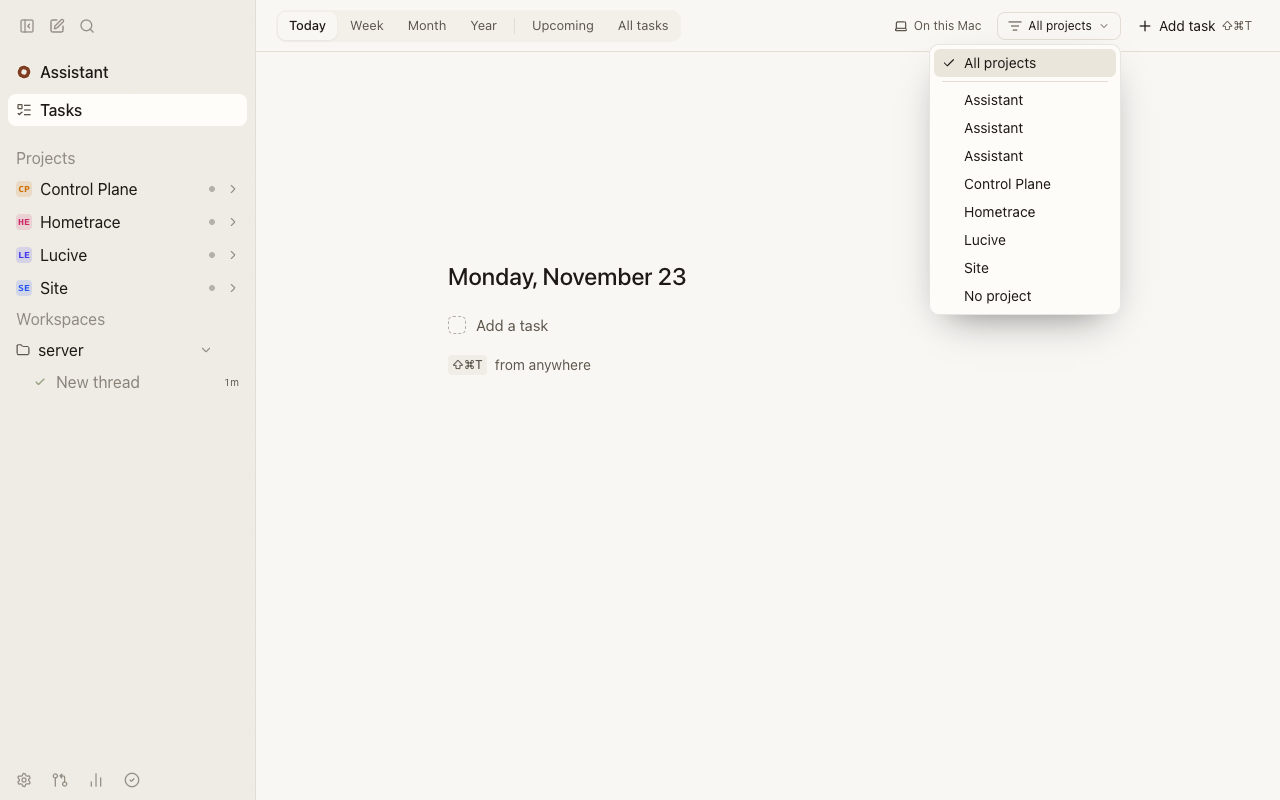 Assistant
Tasks
Projects
CP Control Plane
HE Hometrace
LE Lucive
SE Site
Workspaces
server
New thread 1m
Today Week Month Year Upcoming All tasks
On this Mac All projects Add task ⇧⌘T
All projects
Assistant
Assistant
Assistant
Control Plane
Hometrace
Lucive
Site
No project
Monday, November 23
Add a task
⇧⌘T from anywhere